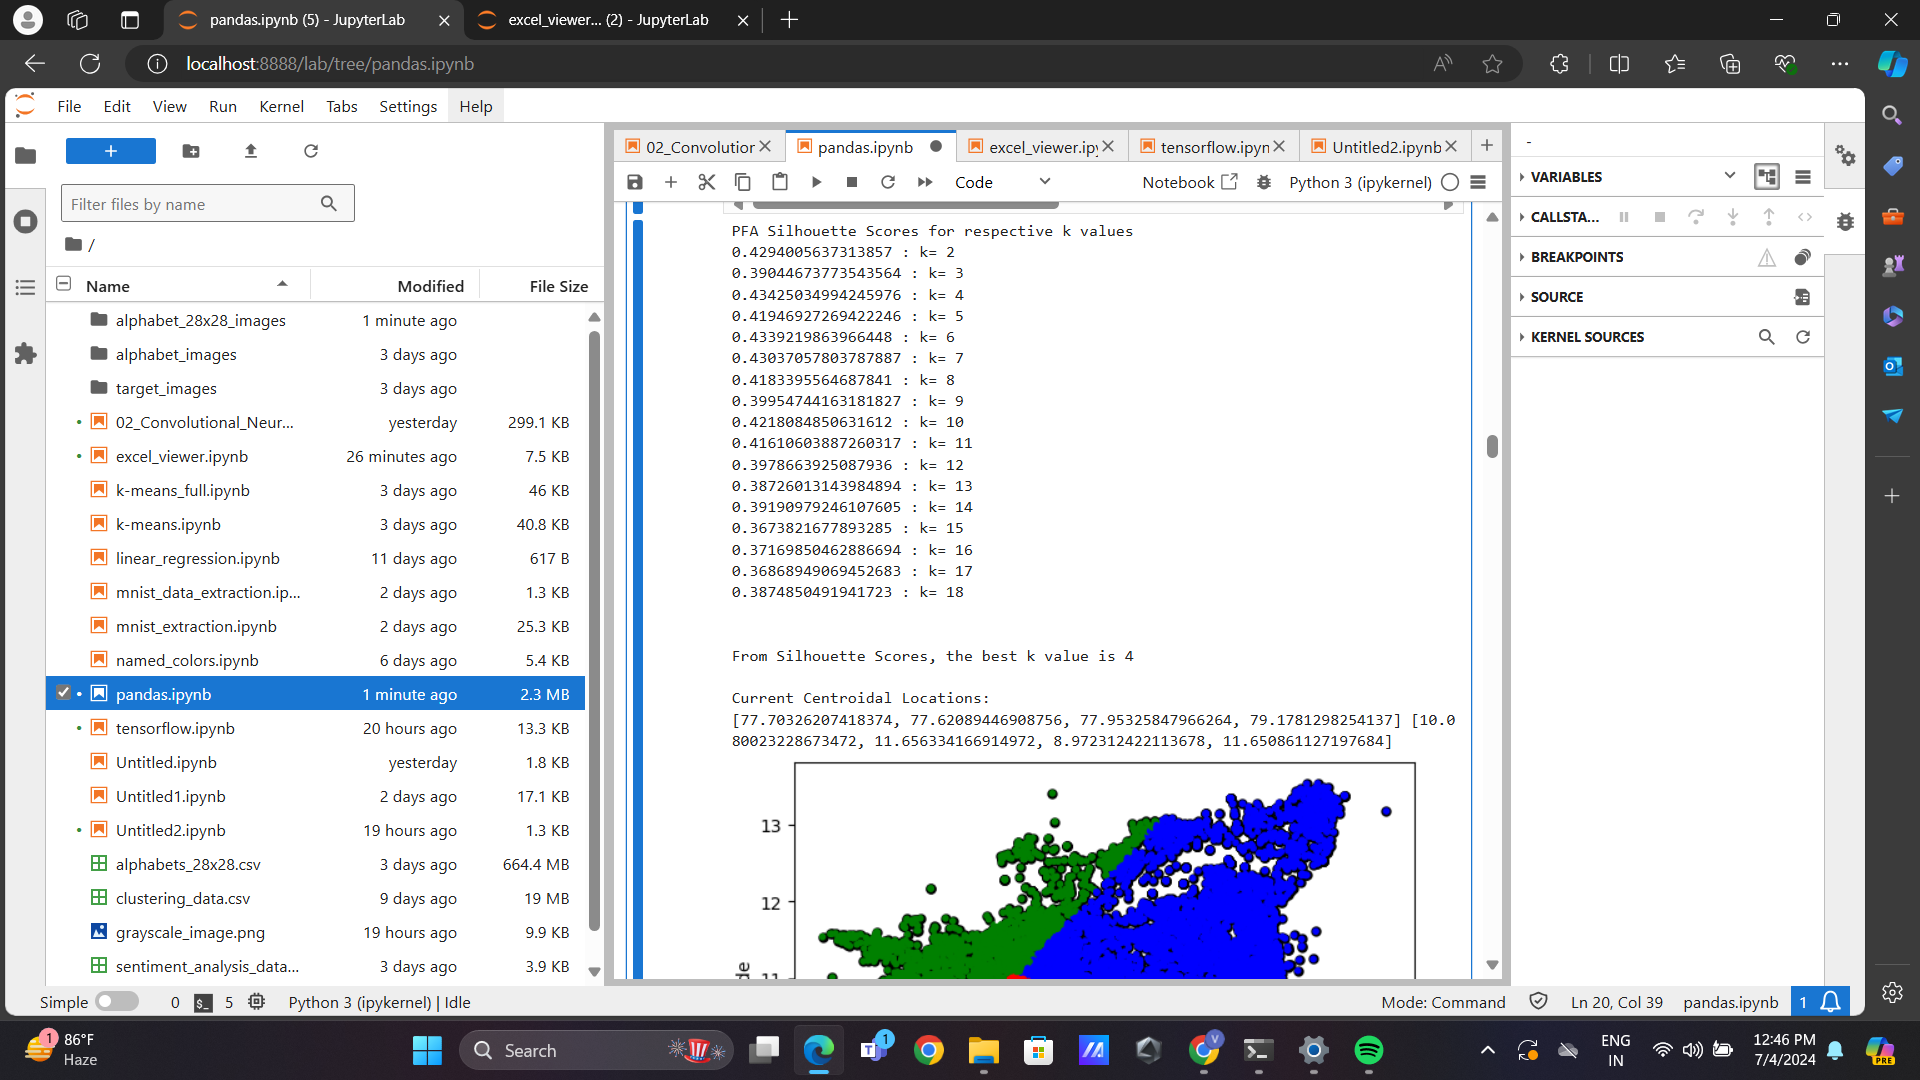 pandas.ipynb (5) - JupyterLab
excel_viewer... (2) - JupyterLab
localhost:8888/lab/tree/pandas.ipynb
File Edit View Run Kernel Tabs Settings Help
Filter files by name
/
Name Modified File Size
alphabet_28x28_images 1 minute ago
alphabet_images 3 days ago
target_images 3 days ago
02_Convolutional_Neur... yesterday 299.1 KB
excel_viewer.ipynb 26 minutes ago 7.5 KB
k-means_full.ipynb 3 days ago 46 KB
k-means.ipynb 3 days ago 40.8 KB
linear_regression.ipynb 11 days ago 617 B
mnist_data_extraction.ip... 2 days ago 1.3 KB
mnist_extraction.ipynb 2 days ago 25.3 KB
named_colors.ipynb 6 days ago 5.4 KB
pandas.ipynb 1 minute ago 2.3 MB
tensorflow.ipynb 20 hours ago 13.3 KB
Untitled.ipynb yesterday 1.8 KB
Untitled1.ipynb 2 days ago 17.1 KB
Untitled2.ipynb 19 hours ago 1.3 KB
alphabets_28x28.csv 3 days ago 664.4 MB
clustering_data.csv 9 days ago 19 MB
grayscale_image.png 19 hours ago 9.9 KB
sentiment_analysis_data... 3 days ago 3.9 KB
02_Convolution pandas.ipynb excel_viewer.ipy tensorflow.ipyn Untitled2.ipynb
Code Notebook Python 3 (ipykernel)
PFA Silhouette Scores for respective k values
0.4294005637313857 : k= 2
0.39044673773543564 : k= 3
0.43425034994245976 : k= 4
0.41946927269422246 : k= 5
0.4339219863966448 : k= 6
0.43037057803787887 : k= 7
0.4183395564687841 : k= 8
0.39954744163181827 : k= 9
0.4218084850631612 : k= 10
0.41610603887260317 : k= 11
0.3978663925087936 : k= 12
0.38726013143984894 : k= 13
0.39190979246107605 : k= 14
0.3673821677893285 : k= 15
0.37169850462886694 : k= 16
0.36868949069452683 : k= 17
0.3874850491941723 : k= 18
From Silhouette Scores, the best k value is 4
Current Centroidal Locations:
[77.70326207418374, 77.62089446908756, 77.95325847966264, 79.1781298254137] [10.0
80023228673472, 11.656334166914972, 8.972312422113678, 11.650861127197684]
13
12
11
de
-
VARIABLES
CALLSTA...
BREAKPOINTS
SOURCE
KERNEL SOURCES
Simple 0 5 Python 3 (ipykernel) | Idle
Mode: Command Ln 20, Col 39 pandas.ipynb 1
1
86°F
Haze
Search
1
V
ENG
IN
12:46 PM
7/4/2024
PRE